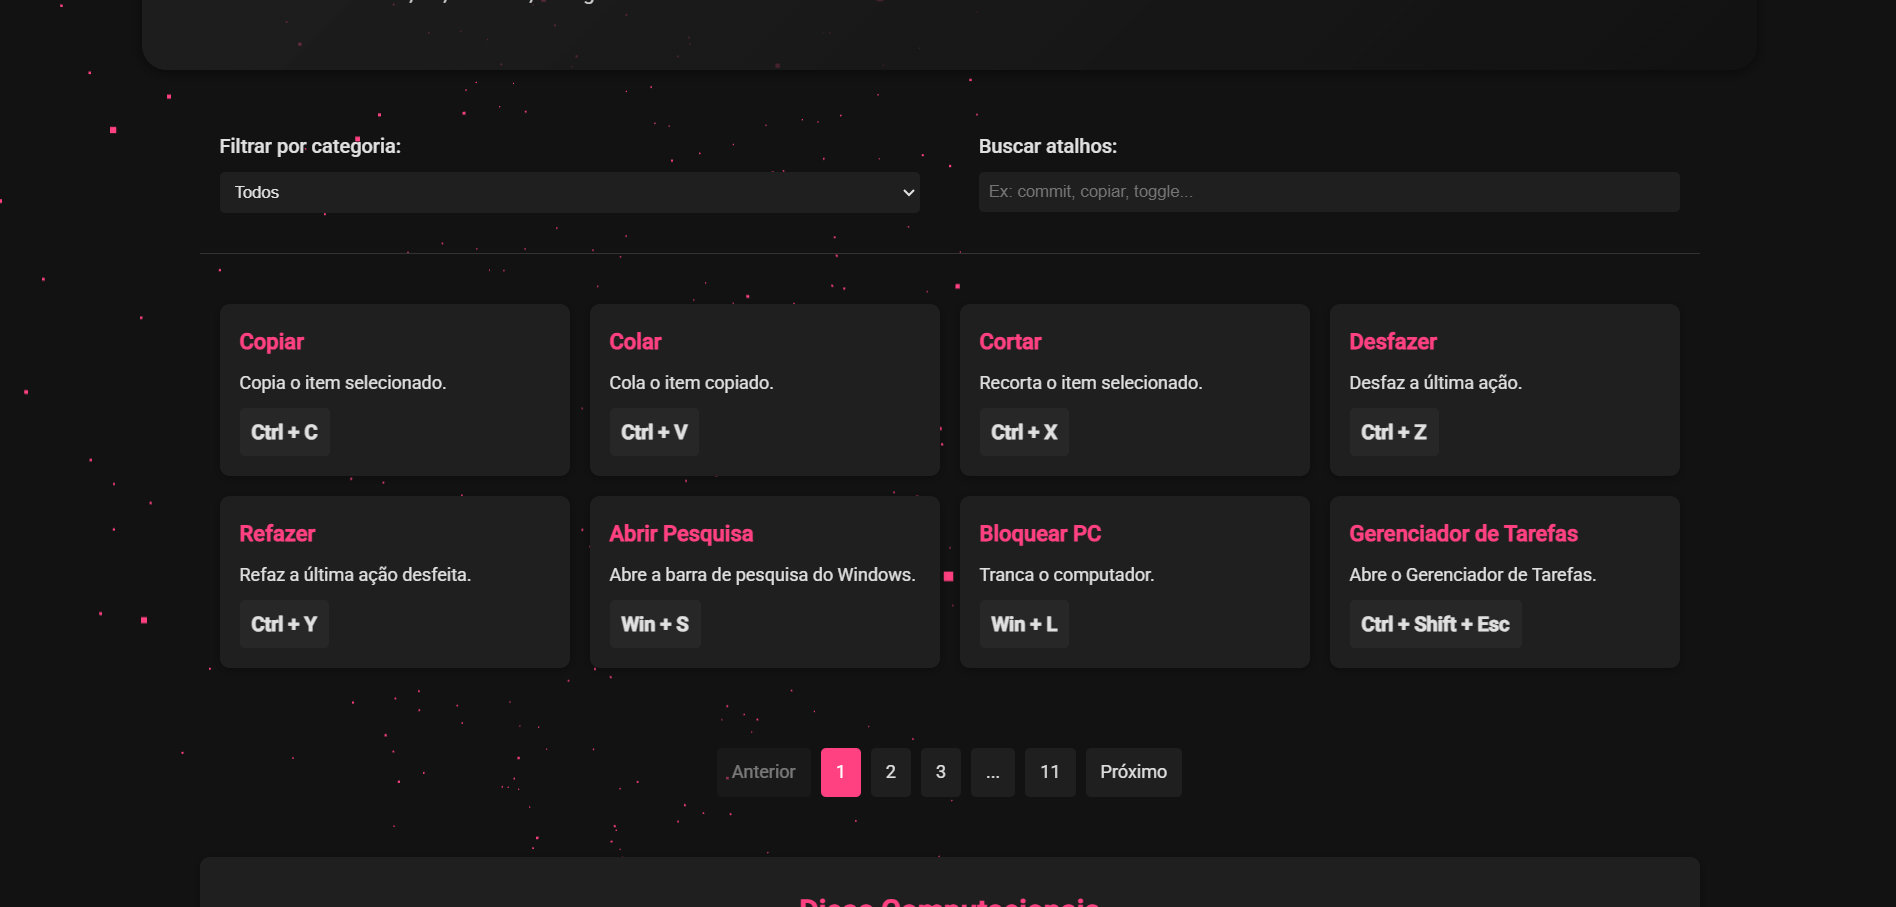 Filtrar por categoria:
Buscar atalhos:
Todos
Ex: commit, copiar, toggle...
Copiar
Copia o item selecionado.
Ctrl + C
Colar
Cola o item copiado.
Ctrl + V
Cortar
Recorta o item selecionado.
Ctrl + X
Desfazer
Desfaz a última ação.
Ctrl + Z
Refazer
Refaz a última ação desfeita.
Ctrl + Y
Abrir Pesquisa
Abre a barra de pesquisa do Windows.
Win + S
Bloquear PC
Tranca o computador.
Win + L
Gerenciador de Tarefas
Abre o Gerenciador de Tarefas.
Ctrl + Shift + Esc
Anterior 1 2 3 ... 11 Próximo
Dicas Computacionais